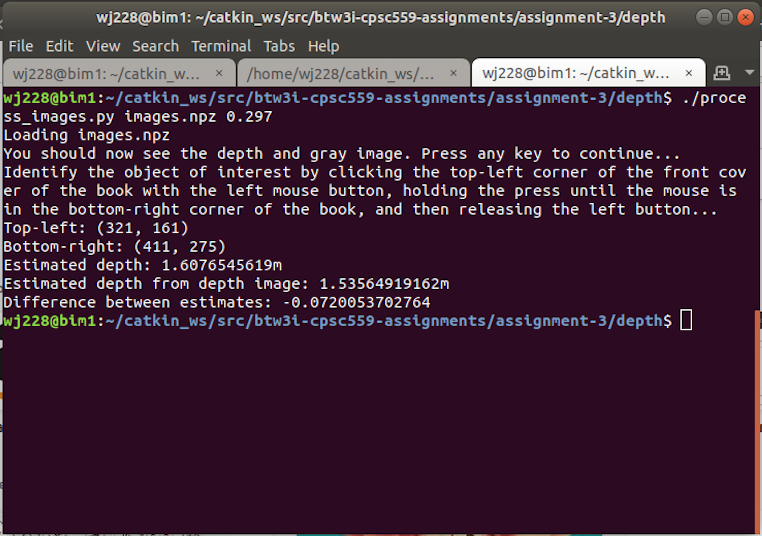 wj228@bim1: ~/catkin_ws/src/btw3i-cpsc559-assignments/assignment-3/depth
File Edit View Search Terminal Tabs Help
wj228@bim1: ~/catkin_w... × /home/wj228/catkin_ws/... × wj228@bim1: ~/catkin_w... ×
wj228@bim1:~/catkin_ws/src/btw3i-cpsc559-assignments/assignment-3/depth$ ./proce
ss_images.py images.npz 0.297
Loading images.npz
You should now see the depth and gray image. Press any key to continue...
Identify the object of interest by clicking the top-left corner of the front cov
er of the book with the left mouse button, holding the press until the mouse is
in the bottom-right corner of the book, and then releasing the left button...
Top-left: (321, 161)
Bottom-right: (411, 275)
Estimated depth: 1.6076545619m
Estimated depth from depth image: 1.53564919162m
Difference between estimates: -0.0720053702764
wj228@bim1:~/catkin_ws/src/btw3i-cpsc559-assignments/assignment-3/depth$